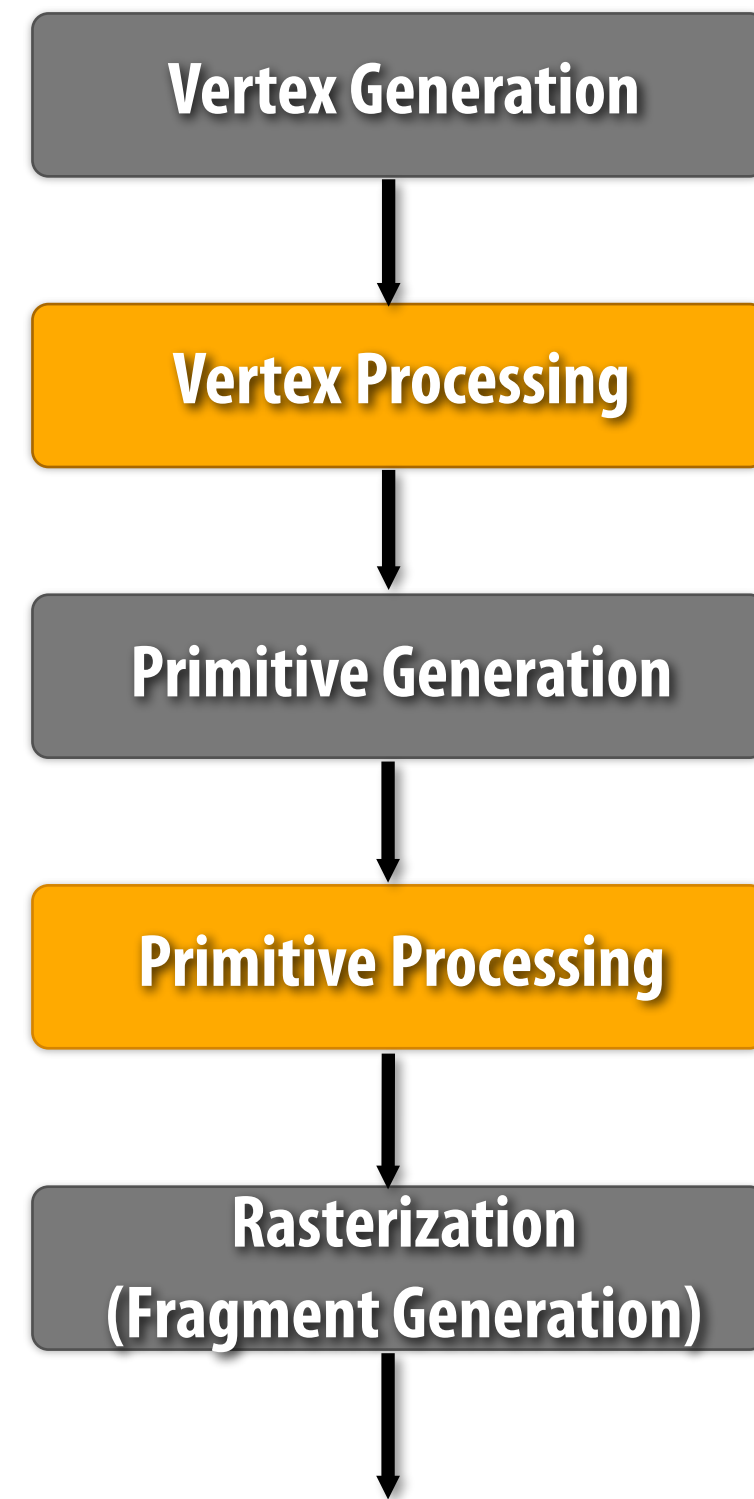 Vertex Generation
Vertex Processing
Primitive Generation
Primitive Processing
Rasterization
(Fragment Generation)